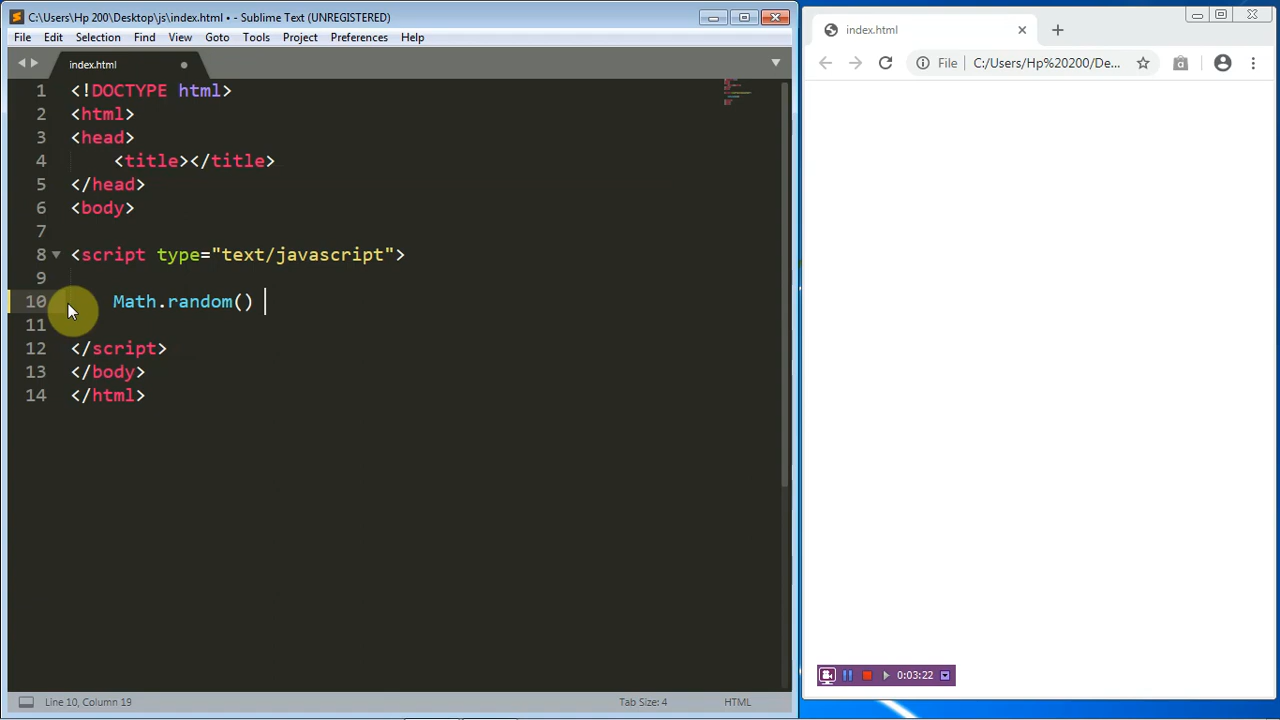 C:\Users\Hp 200\Desktop\js\index.html • - Sublime Text (UNREGISTERED)
File Edit Selection Find View Goto Tools Project Preferences Help
index.html
1 <!DOCTYPE html>
2 <html>
3 <head>
4 <title></title>
5 </head>
6 <body>
7
8 <script type="text/javascript">
9
10 Math.random()
11
12 </script>
13 </body>
14 </html>
Line 10, Column 19
Tab Size: 4
HTML
index.html
File C:/Users/Hp%20200/De...
0:03:22